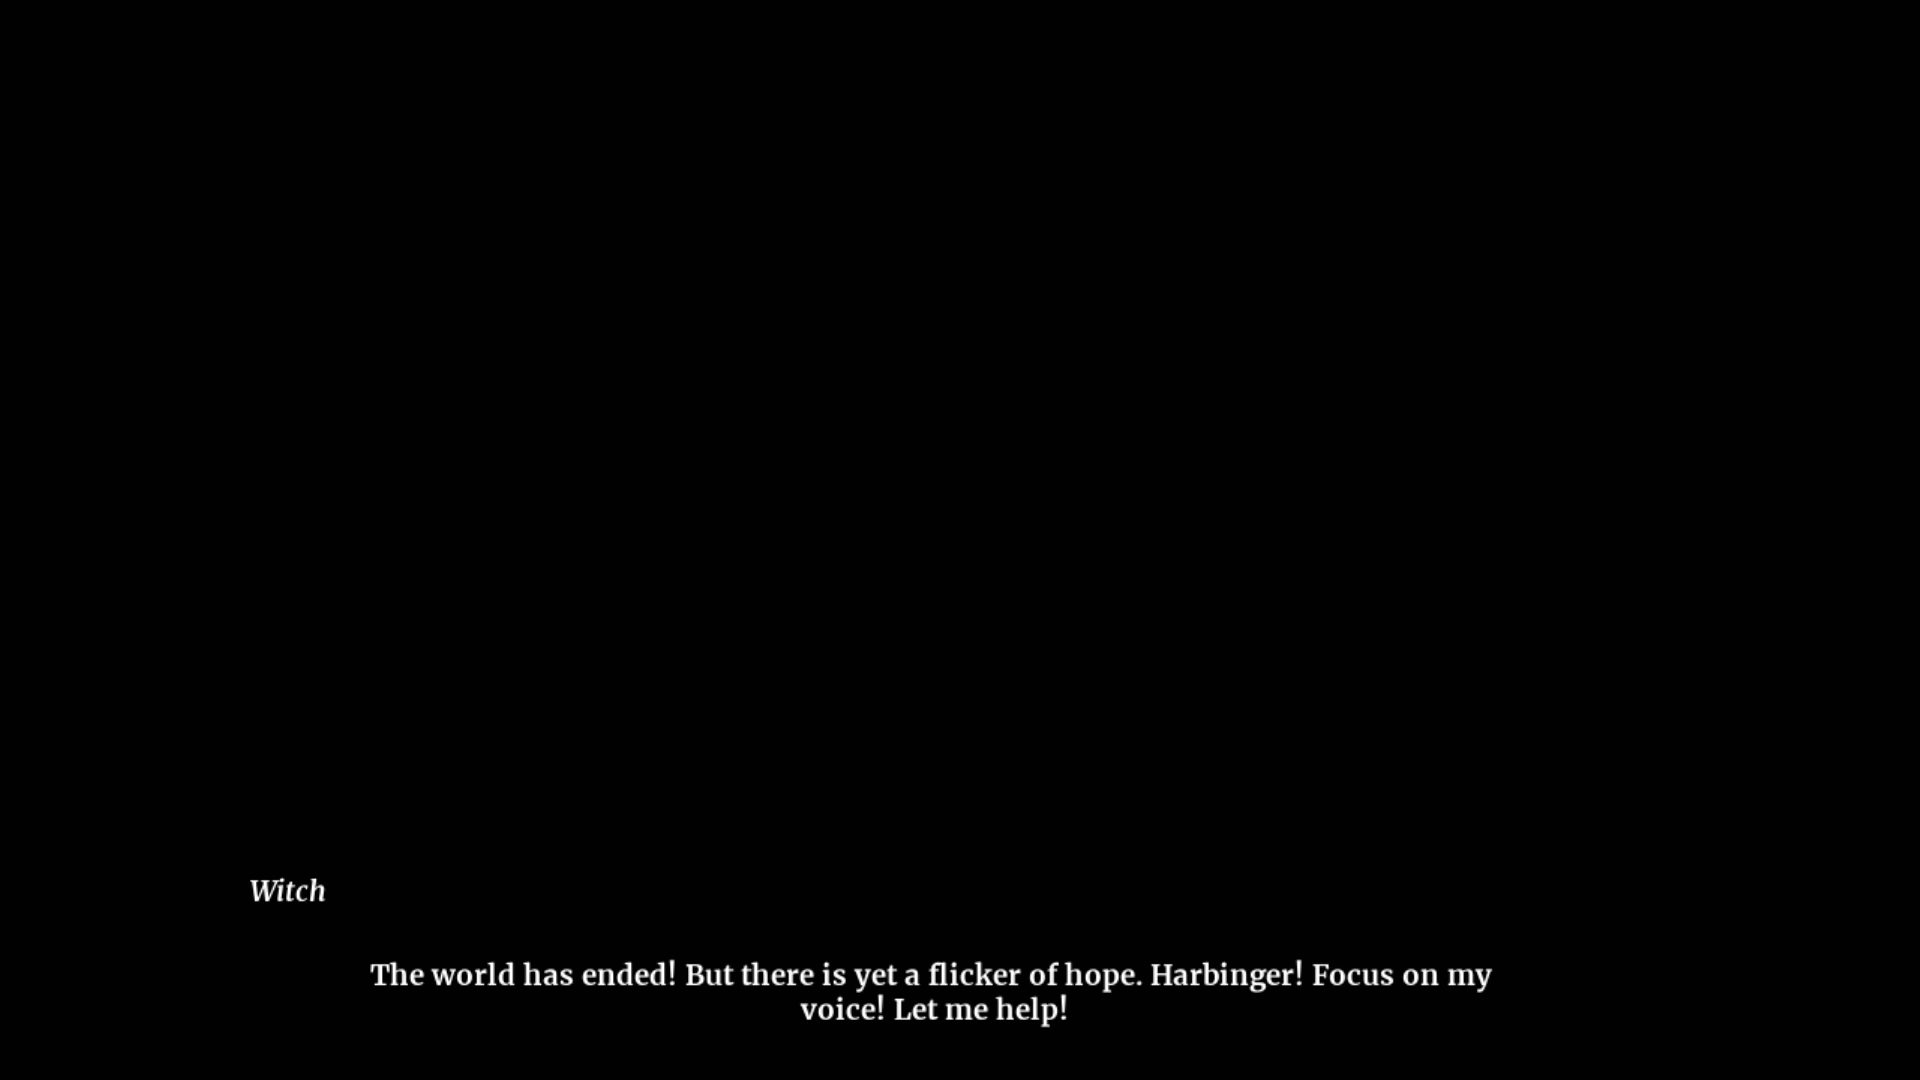 Witch
The world has ended! But there is yet a flicker of hope. Harbinger! Focus on my
voice! Let me help!